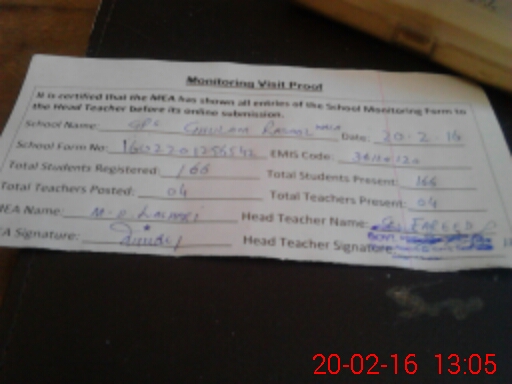 Monitoring Visit Proof
It is certified that the MEA has shown all entries of the School Monitoring Form to
the Head Teacher before its online submission.
School Name: GPS Ghulam Rasool Date: 20-2-16
School Form No: EMIS Code:
Total Students Registered: 166 Total Students Present: 166
Total Teachers Posted: 04 Total Teachers Present: 04
MEA Name: Head Teacher Name:
A Signature: Head Teacher Signature
20-02-16 13:05